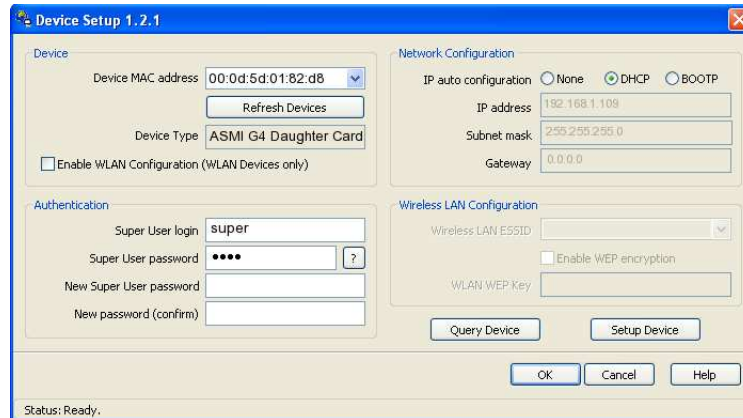 Device Setup 1.2.1
Device
Device MAC address 00:0d:5d:01:82:d8
Refresh Devices
Device Type ASMI G4 Daughter Card
Enable WLAN Configuration (WLAN Devices only)
Authentication
Super User login super
Super User password •••• ?
New Super User password
New password (confirm)
Network Configuration
IP auto configuration None DHCP BOOTP
IP address 192.168.1.109
Subnet mask 255.255.255.0
Gateway 0.0.0.0
Wireless LAN Configuration
Wireless LAN ESSID
Enable WEP encryption
WLAN WEP Key
Query Device Setup Device
OK Cancel Help
Status: Ready.